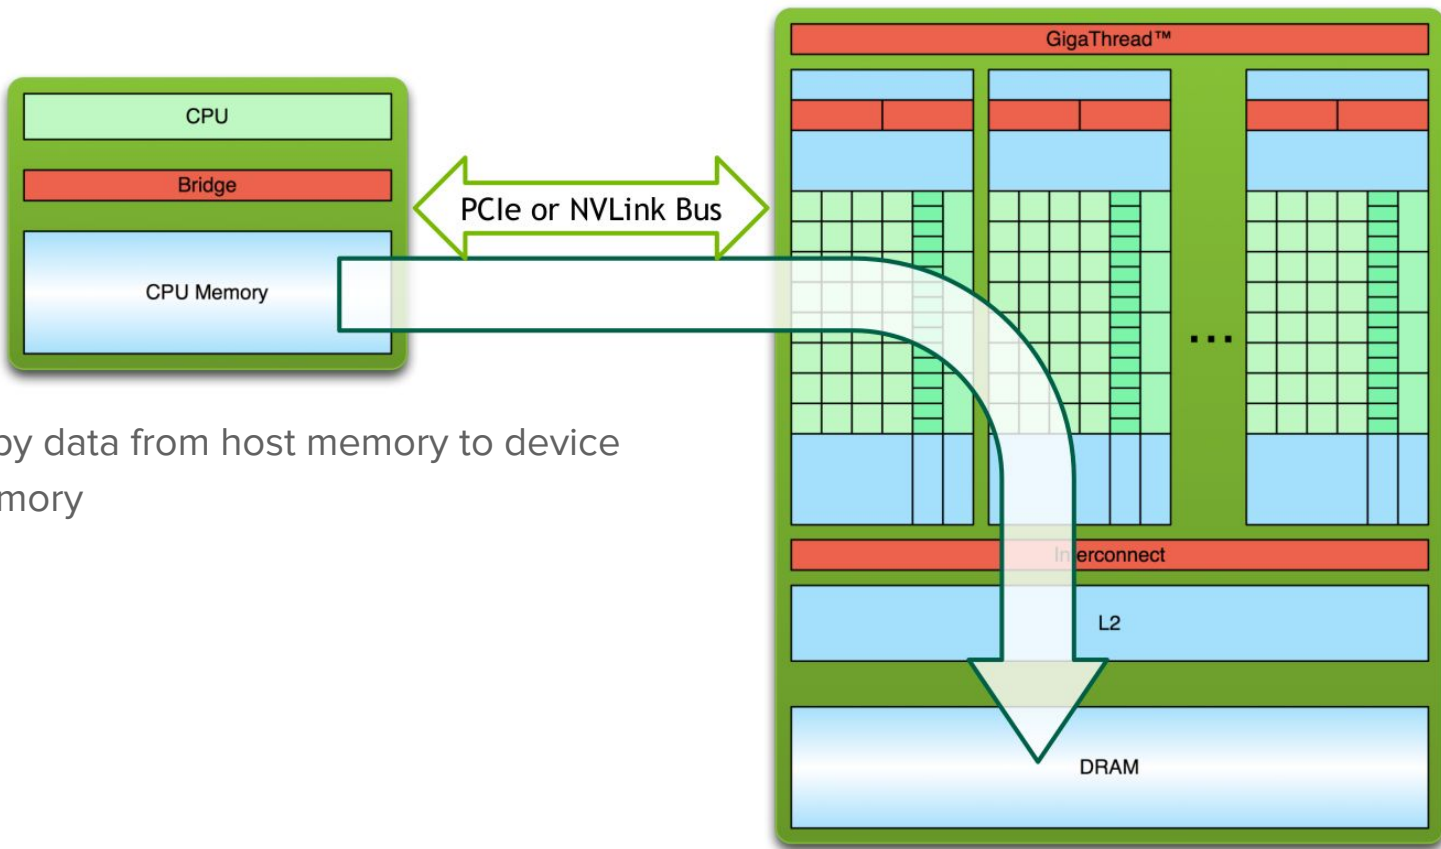 GigaThread™
CPU
Bridge
PCIe or NVLink Bus
CPU Memory
...
py data from host memory to device
mory
Interconnect
L2
DRAM